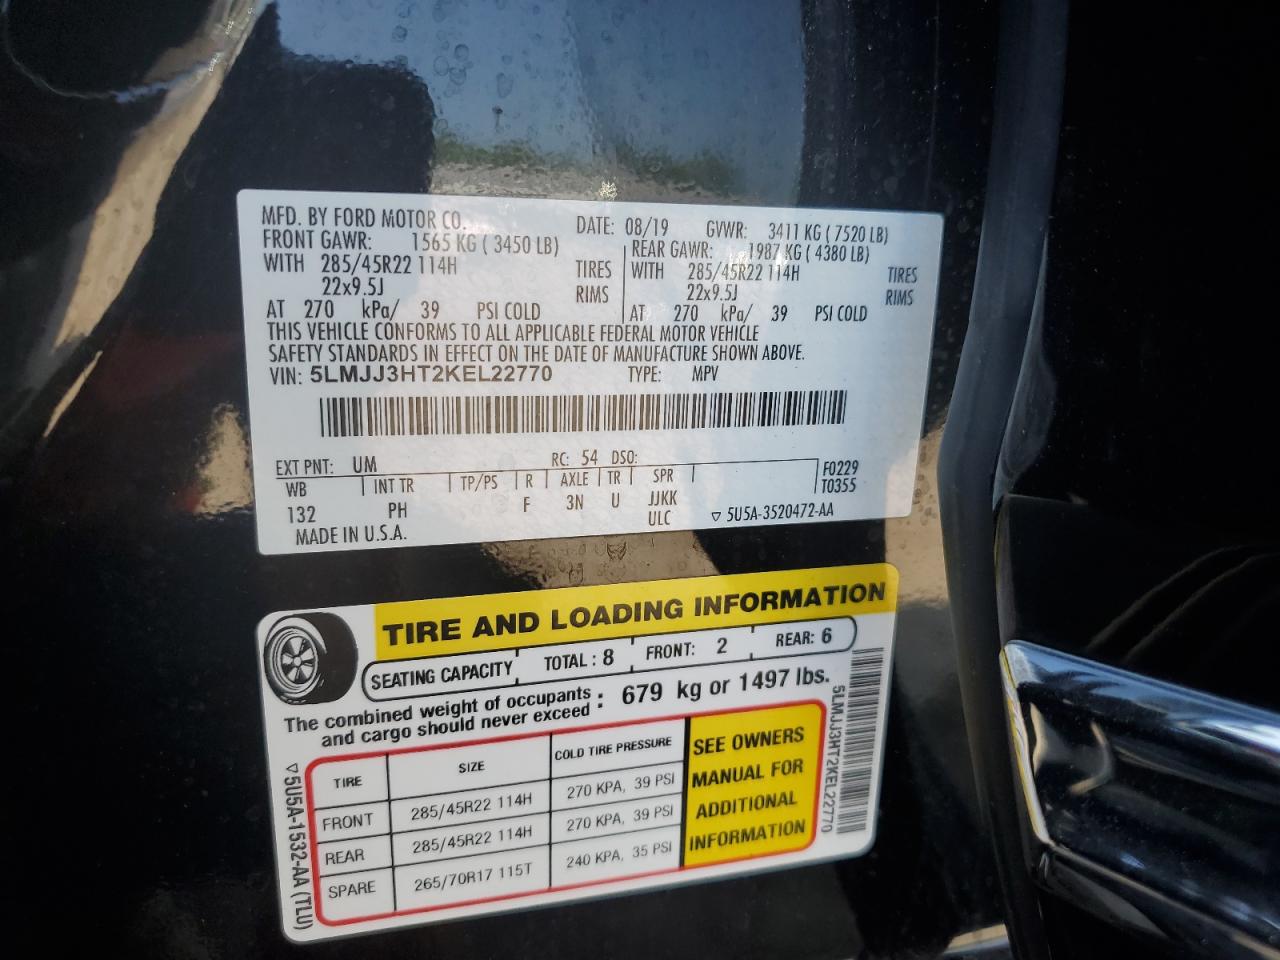 MFD. BY FORD MOTOR CO. DATE: 08/19 GVWR: 3411 KG ( 7520 LB)
FRONT GAWR: 1565 KG ( 3450 LB) REAR GAWR: 1987 KG ( 4380 LB)
WITH 285/45R22 114H TIRES WITH 285/45R22 114H TIRES
22x9.5J RIMS 22x9.5J RIMS
AT 270 kPa/ 39 PSI COLD AT 270 kPa/ 39 PSI COLD
THIS VEHICLE CONFORMS TO ALL APPLICABLE FEDERAL MOTOR VEHICLE
SAFETY STANDARDS IN EFFECT ON THE DATE OF MANUFACTURE SHOWN ABOVE.
VIN: 5LMJJ3HT2KEL22770 TYPE: MPV
EXT PNT: UM RC: 54 DSO: F0229
WB INT TR TP/PS R AXLE TR SPR T0355
132 PH F 3N U JJKK
ULC ▽ 5U5A-3520472-AA
MADE IN U.S.A.
TIRE AND LOADING INFORMATION
SEATING CAPACITY TOTAL : 8 FRONT: 2 REAR: 6
The combined weight of occupants and cargo should never exceed : 679 kg or 1497 lbs.
TIRE SIZE COLD TIRE PRESSURE
FRONT 285/45R22 114H 270 KPA, 39 PSI
REAR 285/45R22 114H 270 KPA, 39 PSI
SPARE 265/70R17 115T 240 KPA, 35 PSI
SEE OWNERS
MANUAL FOR
ADDITIONAL
INFORMATION
▽5U5A-1532-AA (TLU)
5LMJJ3HT2KEL22770